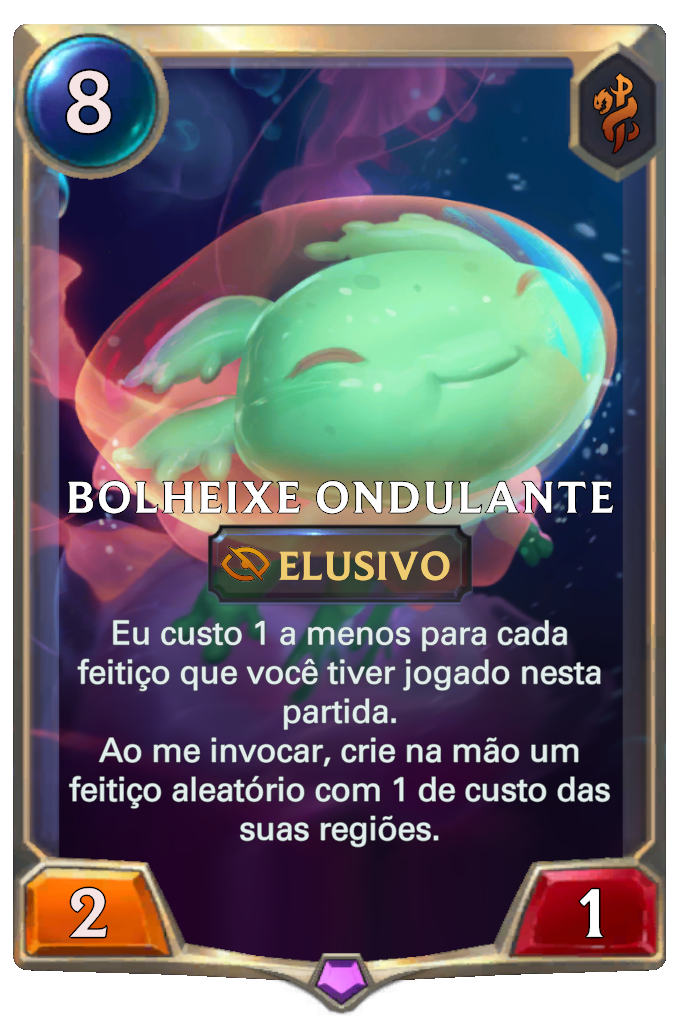 8
BOLHEIXE ONDULANTE
ELUSIVO
Eu custo 1 a menos para cada
feitiço que você tiver jogado nesta
partida.
Ao me invocar, crie na mão um
feitiço aleatório com 1 de custo das
suas regiões.
2
1